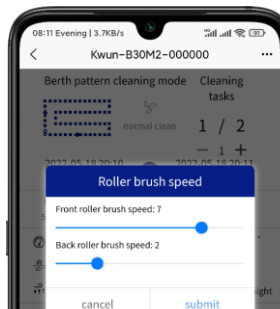 08:11 Evening | 3.7KB/s
91
Kwun-B30M2-000000
Berth pattern cleaning mode
Cleaning tasks
normal clean
1 / 2
— 1 +
2022-05-18 20:10
2022-05-18 20:11
Roller brush speed
Front roller brush speed: 7
Back roller brush speed: 2
cancel
submit